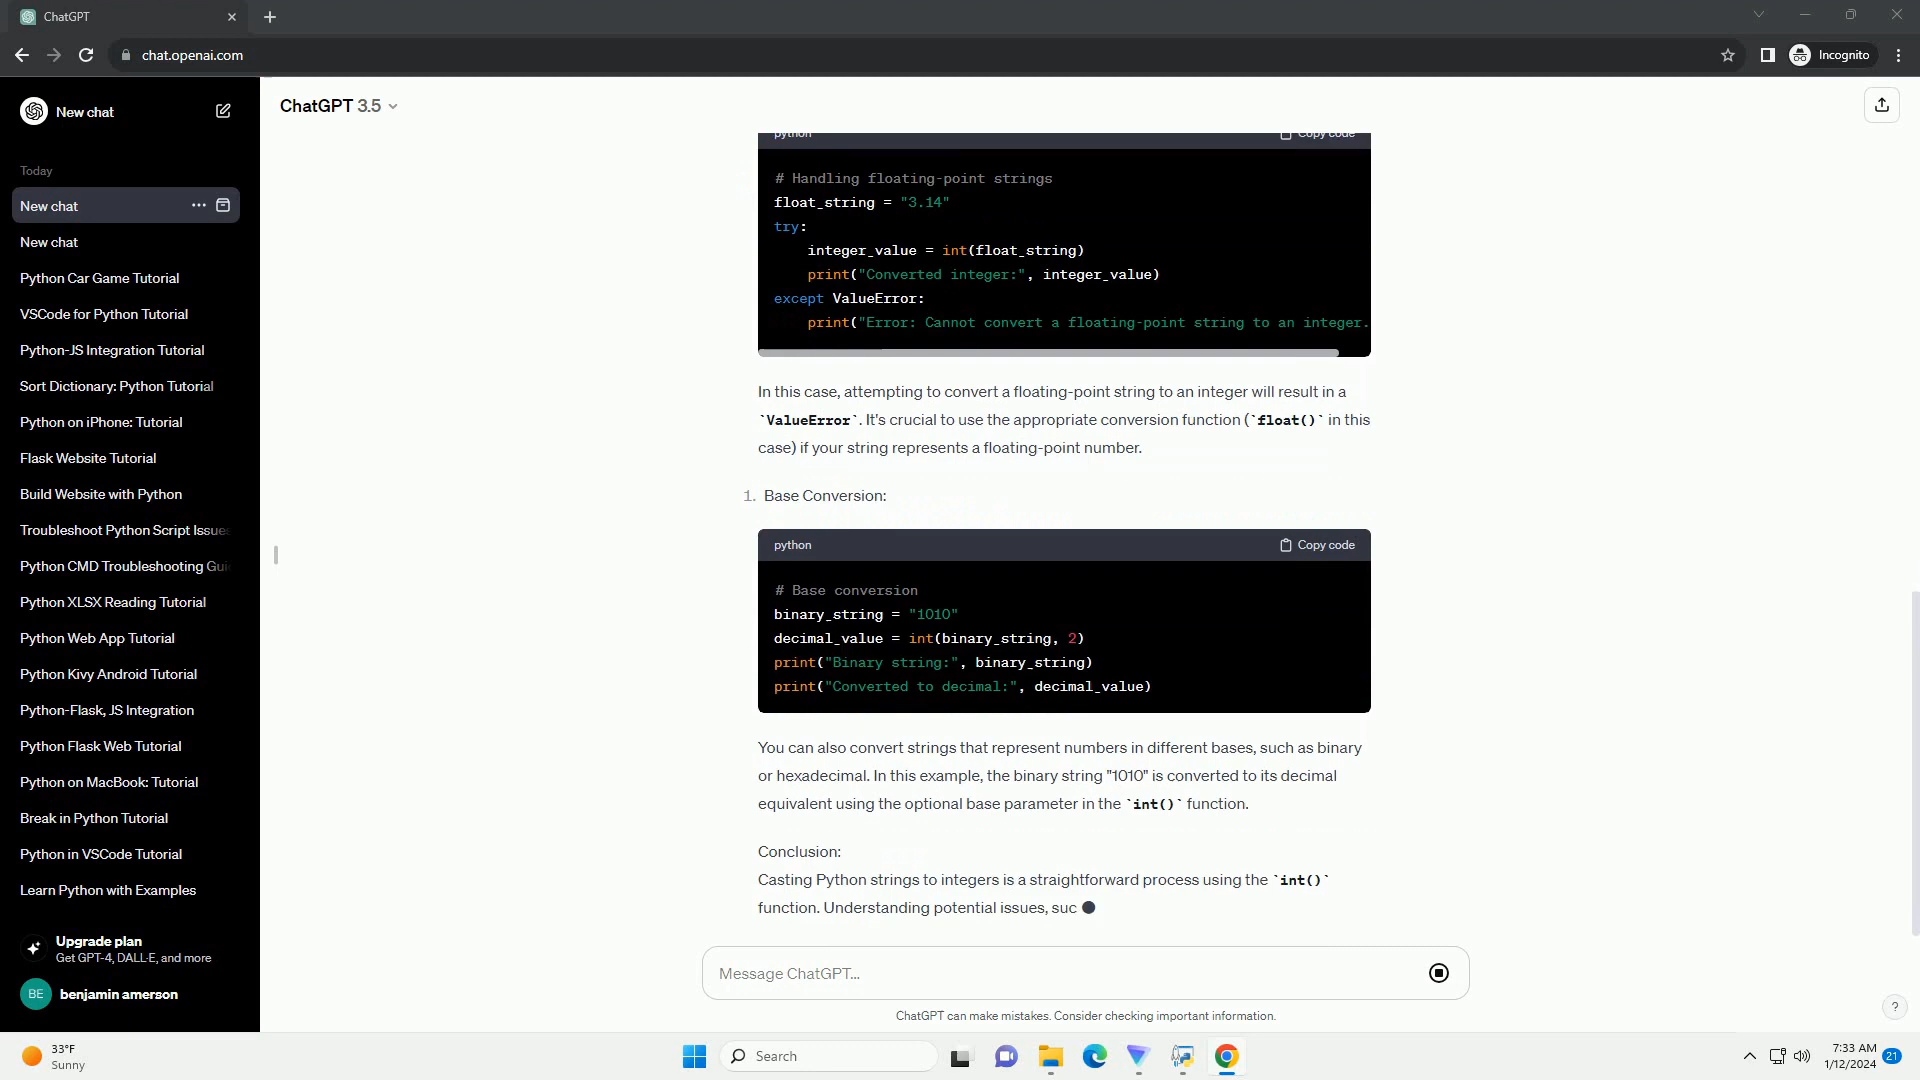 ChatGPT
chat.openai.com
Incognito
New chat
Today
New chat
New chat
Python Car Game Tutorial
VSCode for Python Tutorial
Python-JS Integration Tutorial
Sort Dictionary: Python Tutorial
Python on iPhone: Tutorial
Flask Website Tutorial
Build Website with Python
Troubleshoot Python Script Issues
Python CMD Troubleshooting Gui
Python XLSX Reading Tutorial
Python Web App Tutorial
Python Kivy Android Tutorial
Python-Flask, JS Integration
Python Flask Web Tutorial
Python on MacBook: Tutorial
Break in Python Tutorial
Python in VSCode Tutorial
Learn Python with Examples
Upgrade plan
Get GPT-4, DALL·E, and more
BE benjamin amerson
ChatGPT 3.5
python Copy code
# Handling floating-point strings
float_string = "3.14"
try:
    integer_value = int(float_string)
    print("Converted integer:", integer_value)
except ValueError:
    print("Error: Cannot convert a floating-point string to an integer.
In this case, attempting to convert a floating-point string to an integer will result in a
`ValueError`. It's crucial to use the appropriate conversion function (`float()` in this
case) if your string represents a floating-point number.
1. Base Conversion:
python Copy code
# Base conversion
binary_string = "1010"
decimal_value = int(binary_string, 2)
print("Binary string:", binary_string)
print("Converted to decimal:", decimal_value)
You can also convert strings that represent numbers in different bases, such as binary
or hexadecimal. In this example, the binary string "1010" is converted to its decimal
equivalent using the optional base parameter in the `int()` function.
Conclusion:
Casting Python strings to integers is a straightforward process using the `int()`
function. Understanding potential issues, suc
Message ChatGPT...
ChatGPT can make mistakes. Consider checking important information.
?
33°F
Sunny
Search
7:33 AM
1/12/2024
21